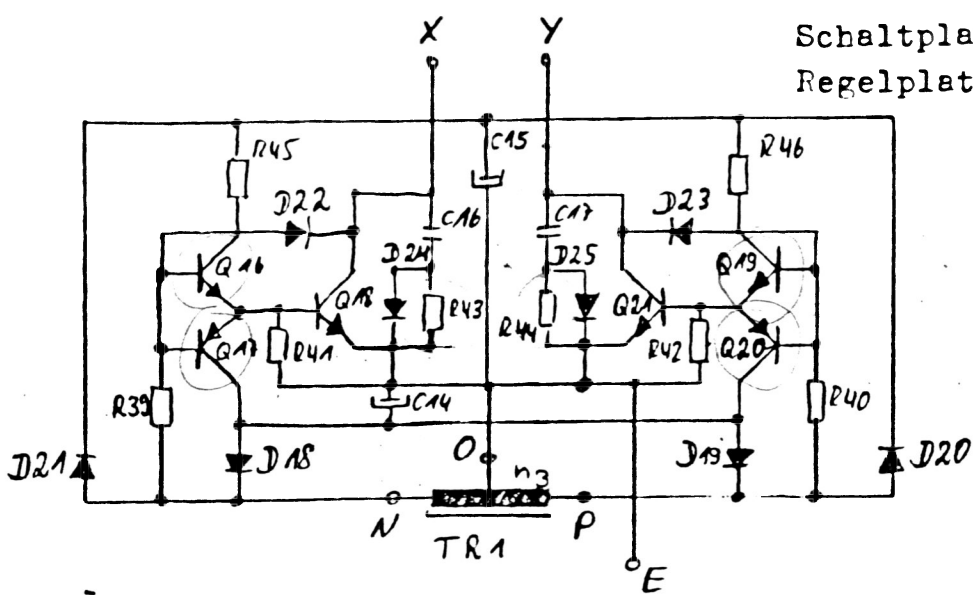 X Y Schaltpla
Regelplat
R45 C15 R46
D22 C16 C17 D23
D24 D25
Q16 Q18 R43 R44 Q21 Q19
Q17 R41 R42 Q20
R39 C14 R40
D21 D18 O D19 D20
n3
N P
TR1
E